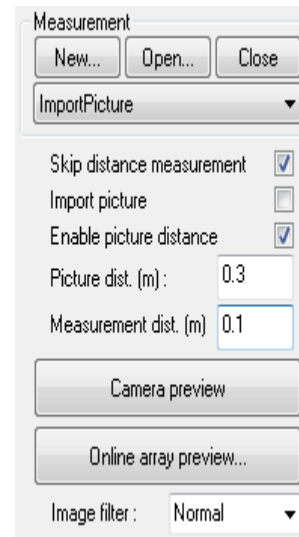 Measurement
New... Open... Close
ImportPicture
Skip distance measurement
Import picture
Enable picture distance
Picture dist. (m) : 0.3
Measurement dist. (m) 0.1
Camera preview
Online array preview...
Image filter : Normal